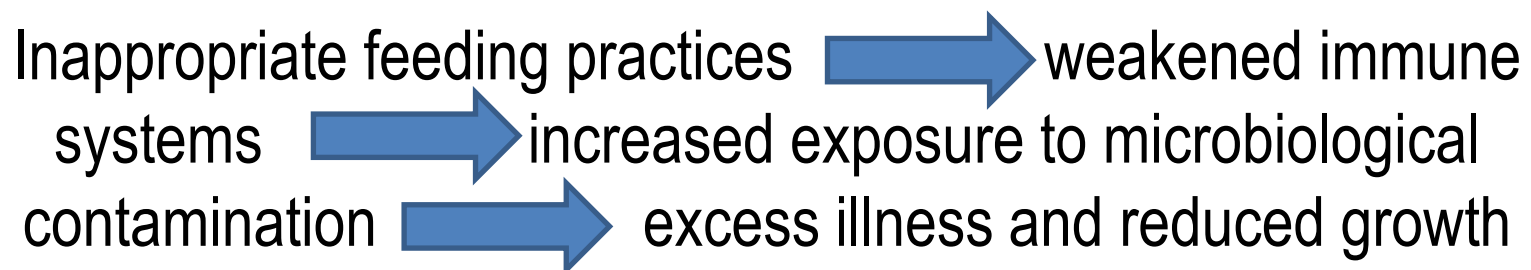 Inappropriate feeding practices weakened immune
systems increased exposure to microbiological
contamination excess illness and reduced growth